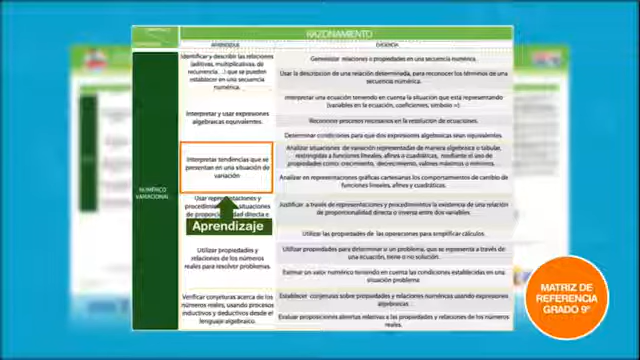 RAZONAMIENTO
APRENDIZAJE EVIDENCIA
Identificar y describir las relaciones
(aditivas, multiplicativas, de
recurrencia...) que se pueden
establecer en una secuencia
numérica.
Generalizar relaciones o propiedades en una secuencia numérica.
Usar la descripcion de una relación determinada, para reconocer los términos de una
secuencia numérica.
Interpretar y usar expresiones
algebraicas equivalentes.
Interpretar una ecuación teniendo en cuenta la situación que está representando
(variables en la ecuación, coeficientes, símbolo =).
Reconocer procesos necesarios en la resolución de ecuaciones.
Determinar condiciones para que dos expresiones algebraicas sean equivalentes.
NUMÉRICO
VARIACIONAL
Interpretar tendencias que se
presentan en una situación de
variación
Analizar situaciones de variación representadas de manera algebraica o tabular,
restringidas a funciones lineales, afines o cuadráticas, mediante el uso de
propiedades como: crecimiento, decrecimiento, valores máximos o mínimos.
Analizar en representaciones gráficas cartesianas los comportamientos de cambio de
funciones lineales, afines y cuadráticas.
Usar representaciones y
situaciones
directa e
Aprendizaje
Justificar a través de representaciones y procedimientos la existencia de una relación
de proporcionalidad directa o inversa entre dos variables.
Utilizar propiedades y
relaciones de los números
reales para resolver problemas.
Utilizar las propiedades de las operaciones para simplificar cálculos.
Utilizar propiedades para determinar si un problema, que se representa a través de
una ecuación, tiene o no solución.
Estimar un valor numérico teniendo en cuenta las condiciones establecidas en una
situación problema
Verificar conjeturas acerca de los
números reales, usando procesos
inductivos y deductivos desde el
lenguaje algebraico.
Establecer conjeturas sobre propiedades y relaciones numéricas usando expresiones
algebraicas.
Evaluar proposiciones abiertas relativas a las propiedades y relaciones de los números
reales.
MATRIZ DE
REFERENCIA
GRADO 9º